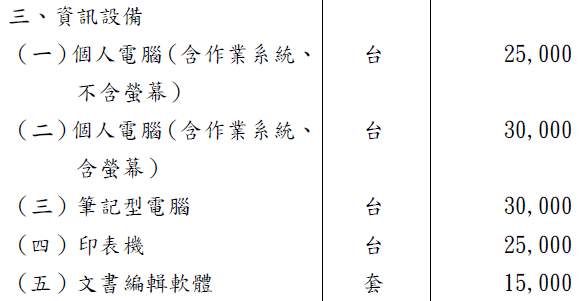 三、資訊設備
（一）個人電腦（含作業系統、 台 25,000
不含螢幕）
（二）個人電腦（含作業系統、 台 30,000
含螢幕）
（三）筆記型電腦 台 30,000
（四）印表機 台 25,000
（五）文書編輯軟體 套 15,000